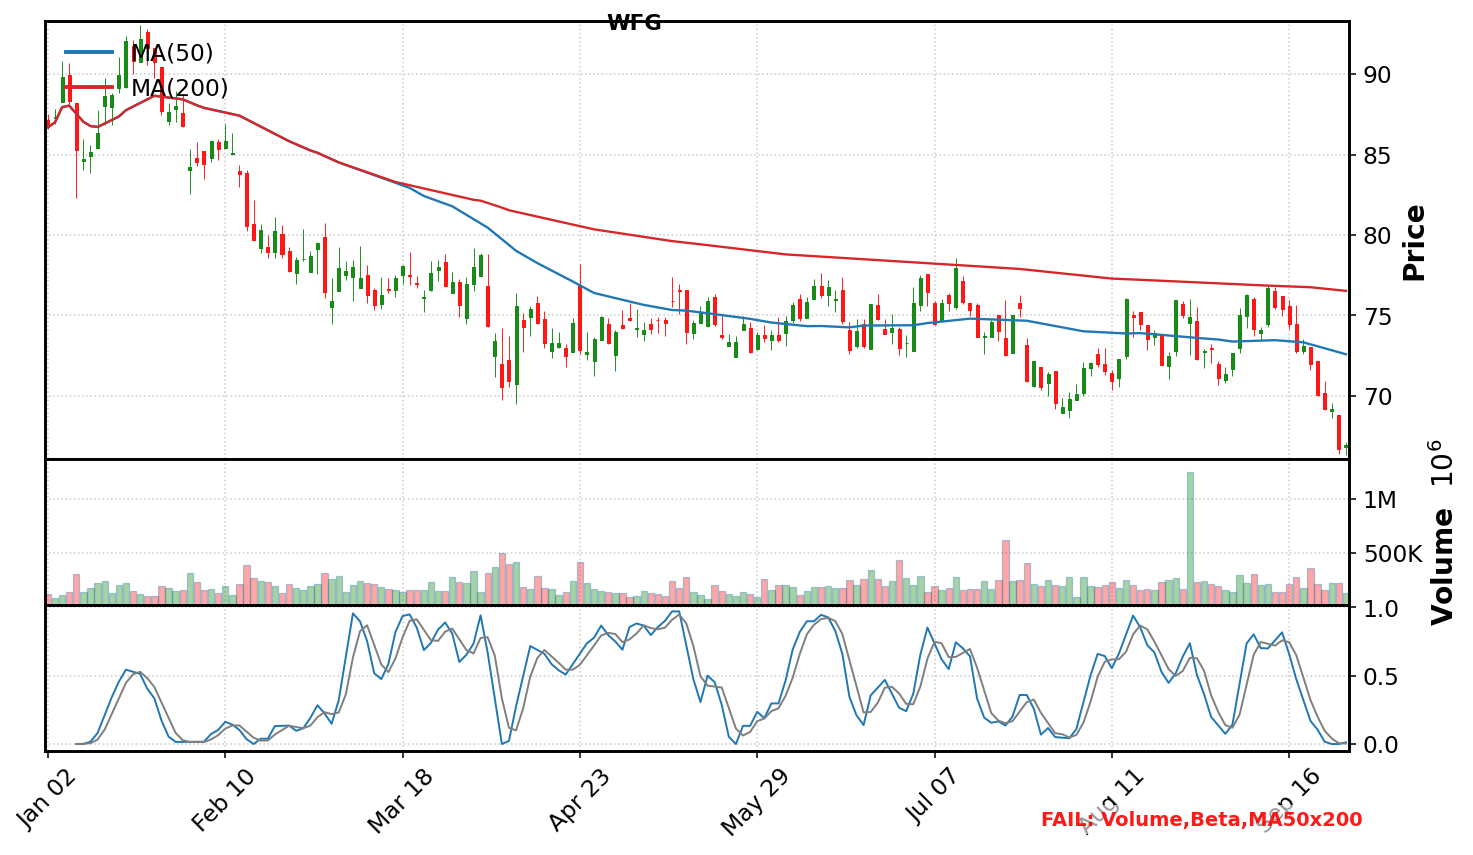 WFG
MA(50)
MA(200)
90
85
80
75
70
Price
1M
500K
Volume 10^6
1.0
0.5
0.0
Jan 02
Feb 10
Mar 18
Apr 23
May 29
Jul 07
Aug 11
Sep 16
FAIL: Volume,Beta,MA50x200